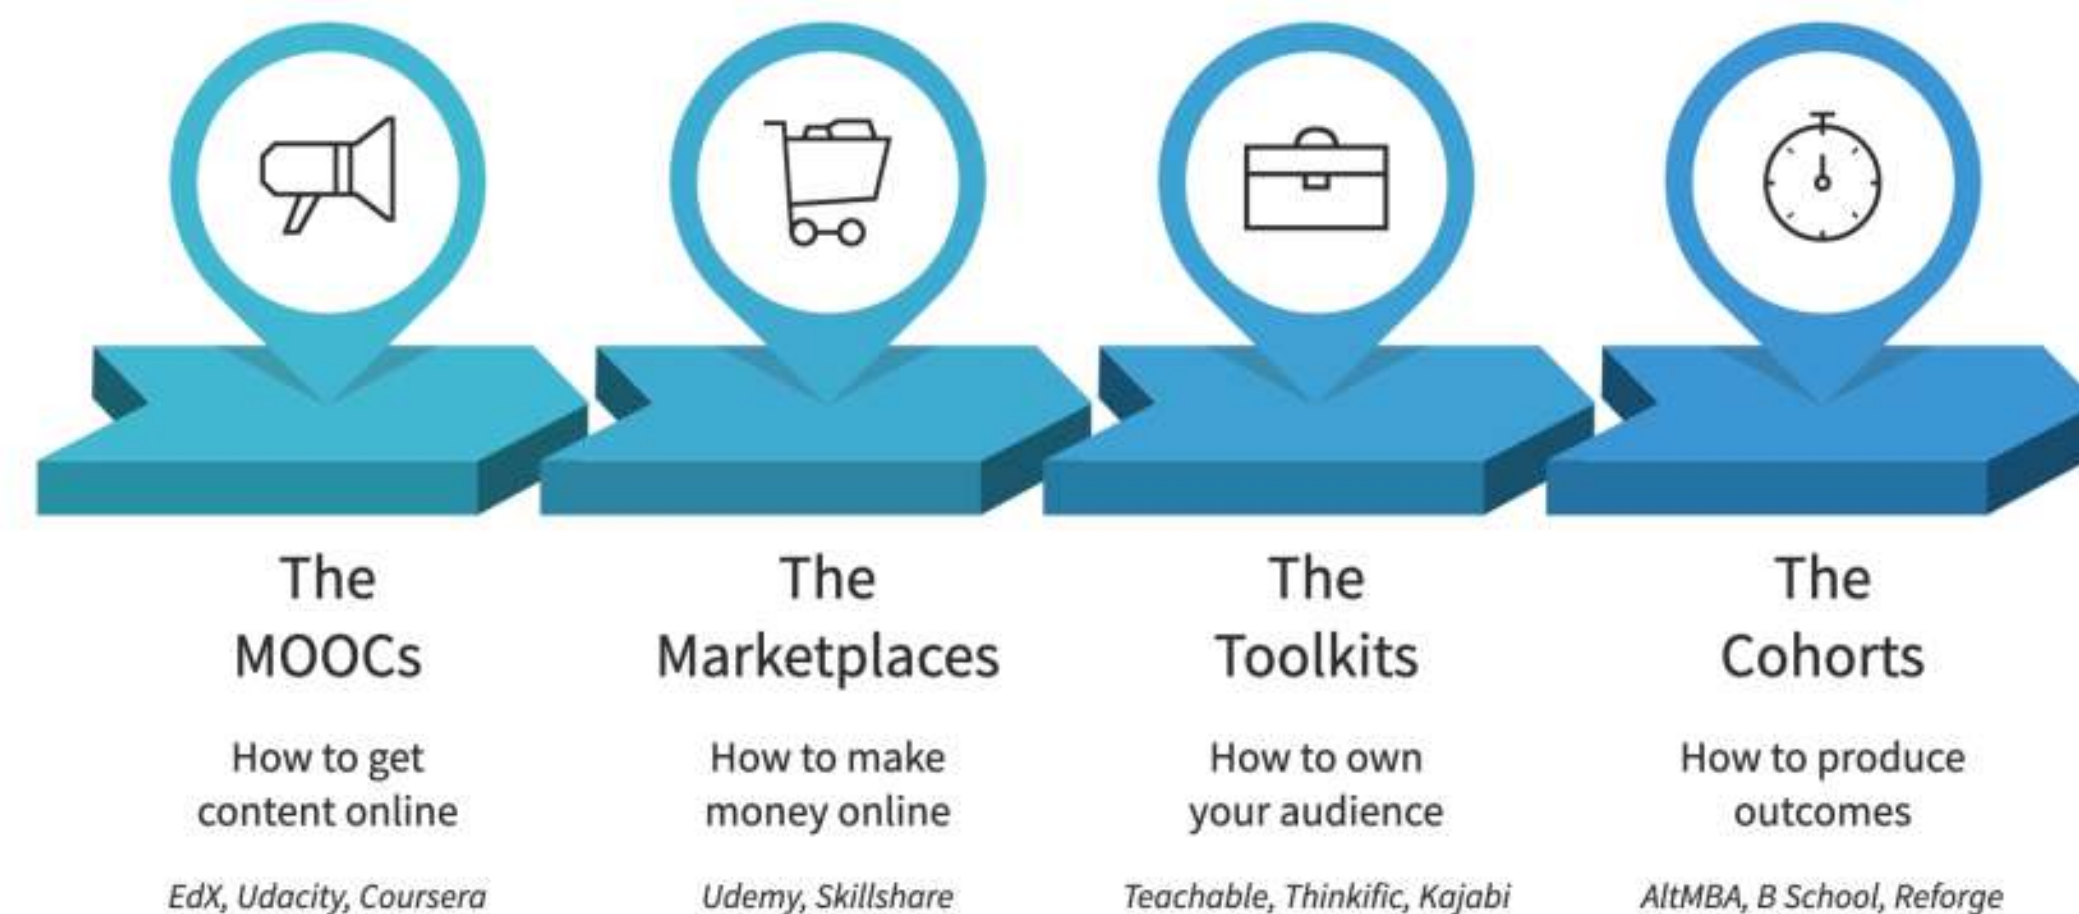 The
MOOCs
How to get
content online
EdX, Udacity, Coursera
The
Marketplaces
How to make
money online
Udemy, Skillshare
The
Toolkits
How to own
your audience
Teachable, Thinkific, Kajabi
The
Cohorts
How to produce
outcomes
AltMBA, B School, Reforge